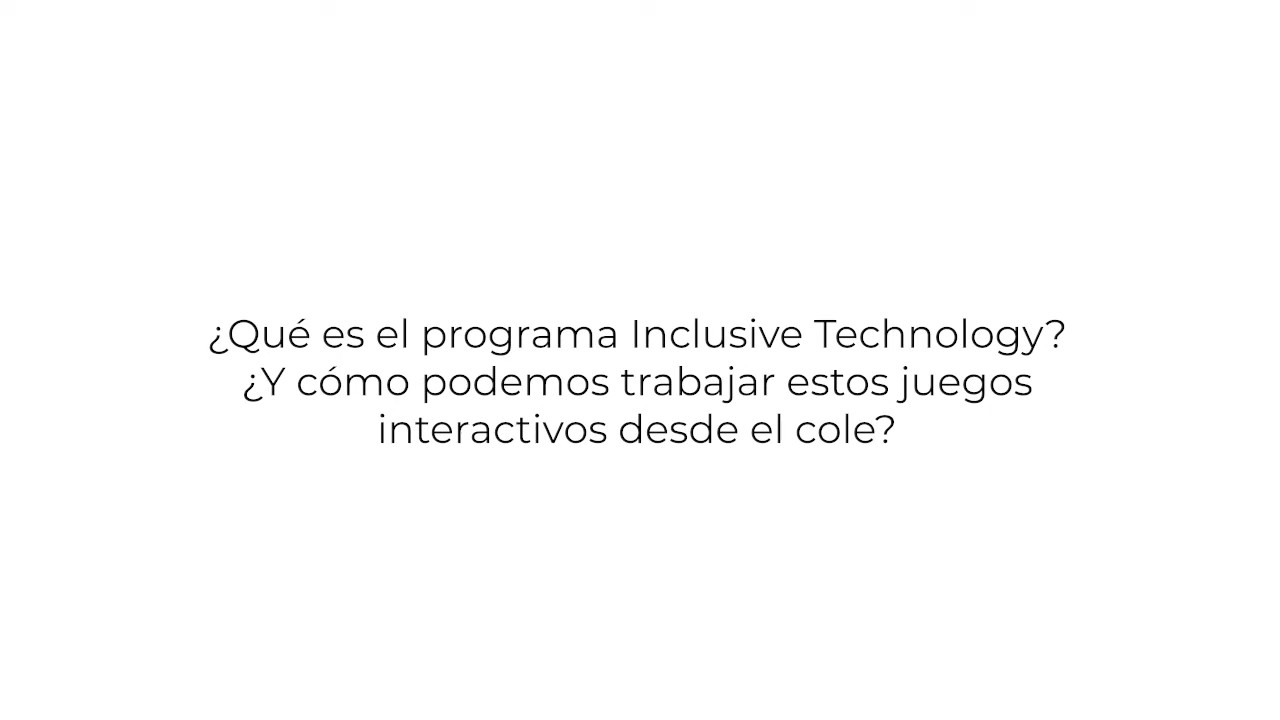 ¿Qué es el programa Inclusive Technology?
¿Y cómo podemos trabajar estos juegos
interactivos desde el cole?